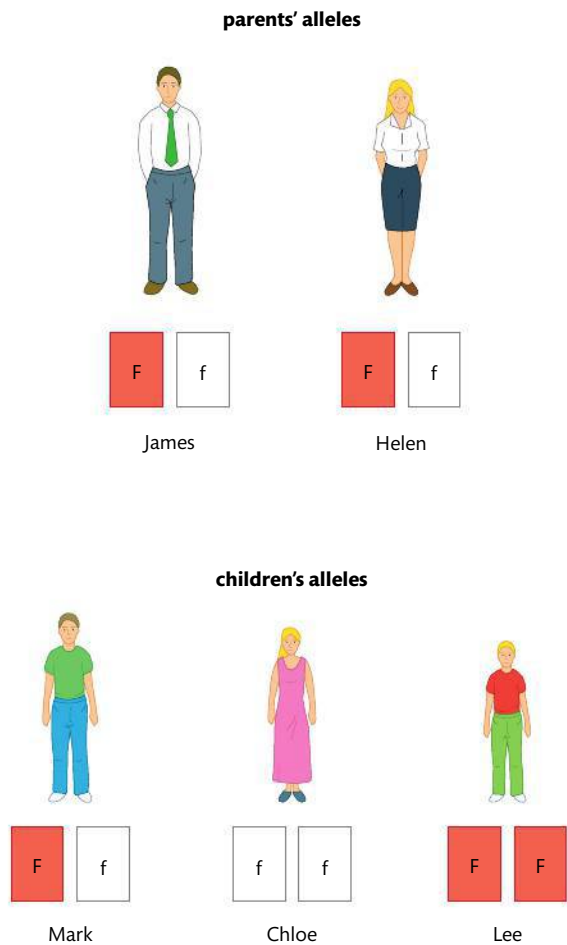 parents’ alleles
F f F f
James Helen
children’s alleles
F f f f F F
Mark Chloe Lee